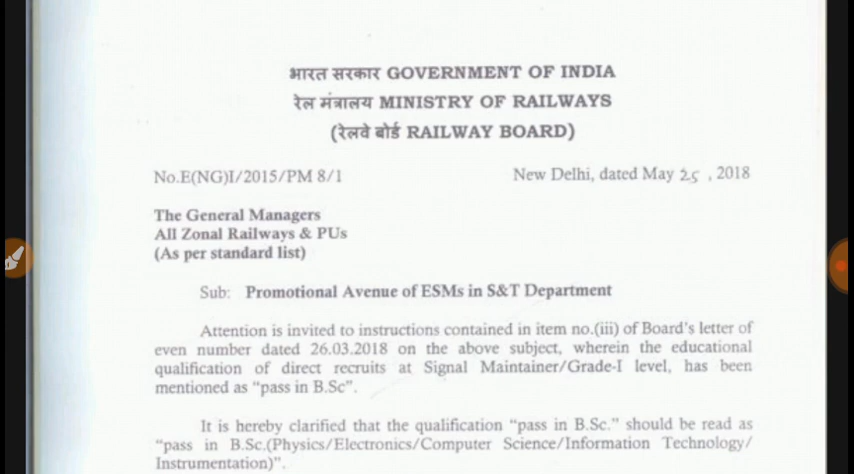 भारत सरकार GOVERNMENT OF INDIA
रेल मंत्रालय MINISTRY OF RAILWAYS
(रेलवे बोर्ड RAILWAY BOARD)
No.E(NG)I/2015/PM 8/1 New Delhi, dated May 25 , 2018
The General Managers
All Zonal Railways & PUs
(As per standard list)
Sub: Promotional Avenue of ESMs in S&T Department
Attention is invited to instructions contained in item no.(iii) of Board's letter of
even number dated 26.03.2018 on the above subject, wherein the educational
qualification of direct recruits at Signal Maintainer/Grade-I level, has been
mentioned as “pass in B.Sc”.
It is hereby clarified that the qualification “pass in B.Sc.” should be read as
“pass in B.Sc.(Physics/Electronics/Computer Science/Information Technology/
Instrumentation)”.